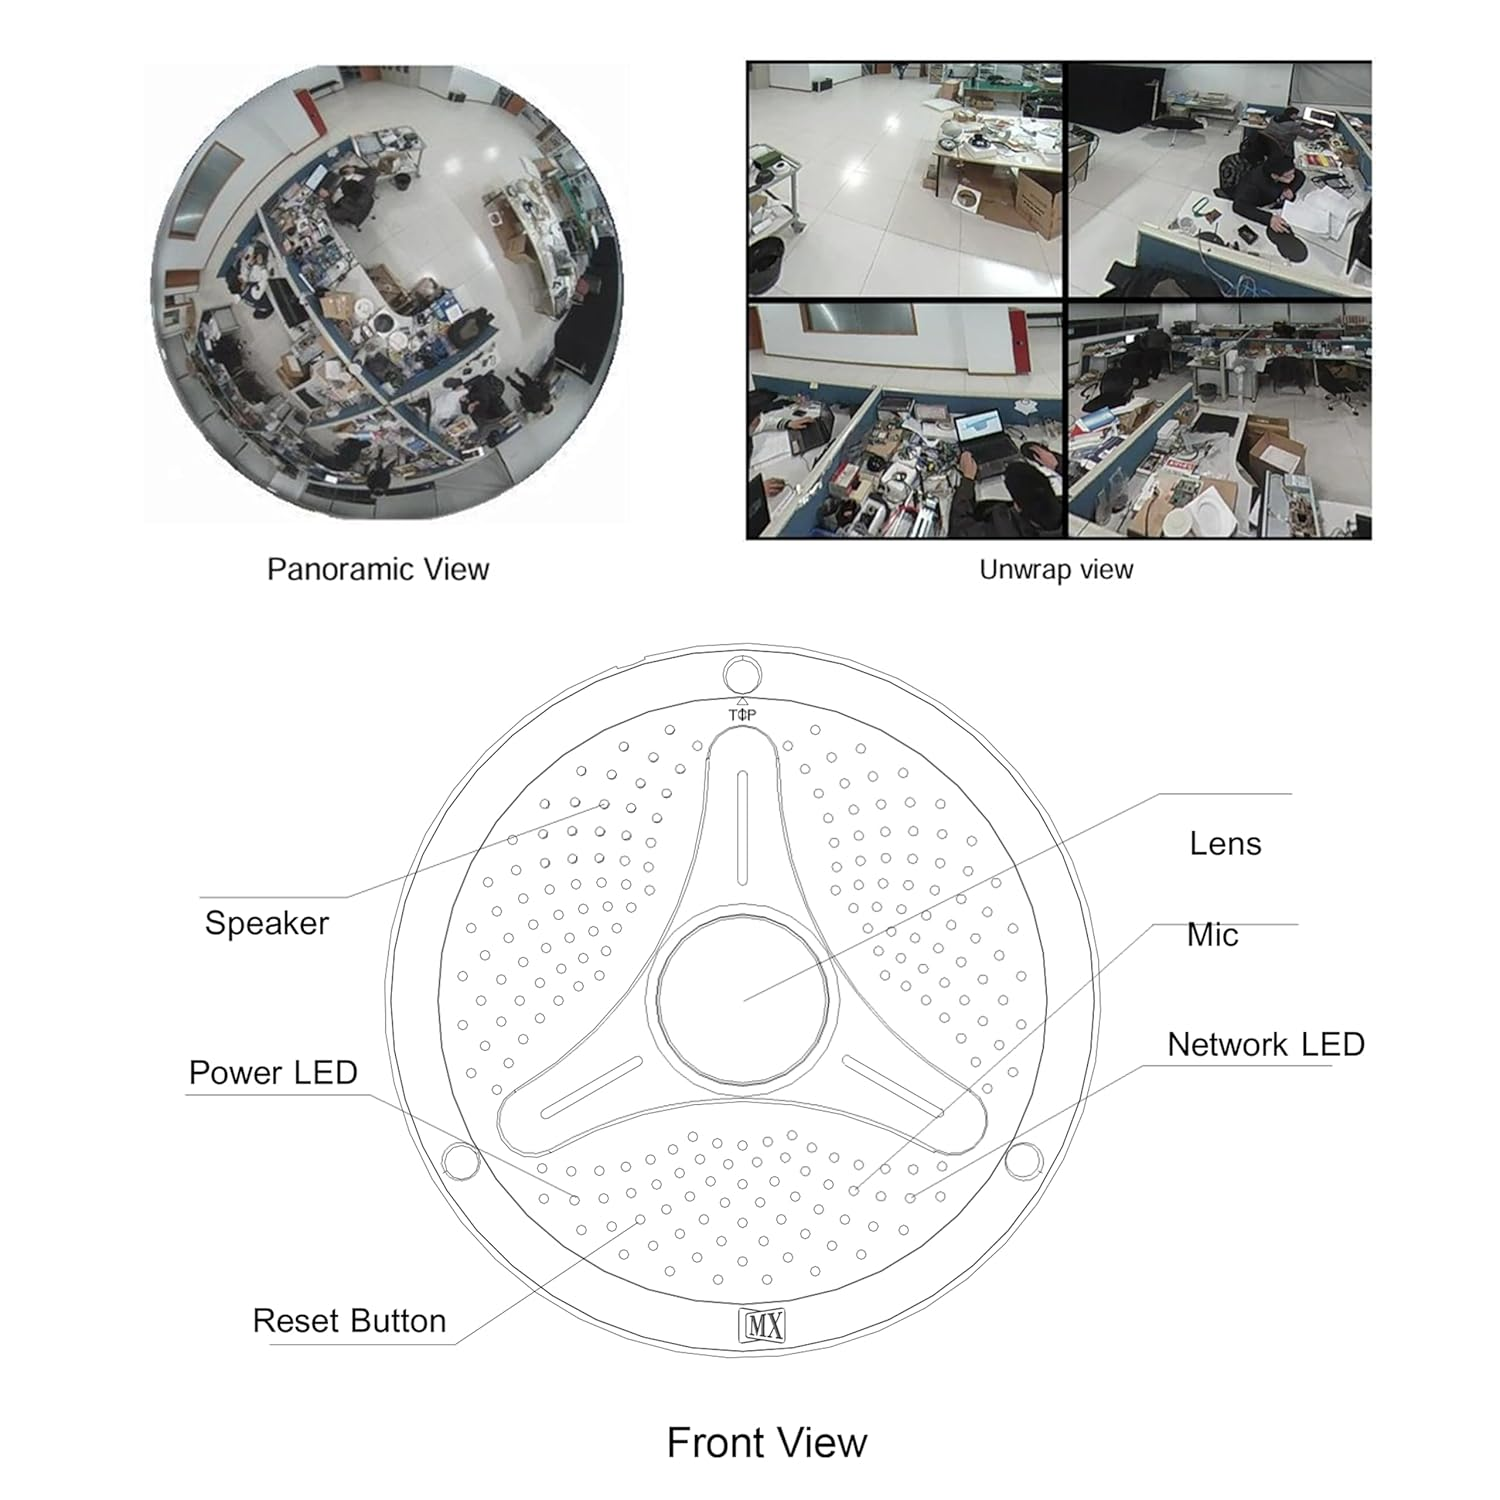 Panoramic View
Unwrap view
TOP
Lens
Speaker
Mic
Network LED
Power LED
Reset Button
MX
Front View